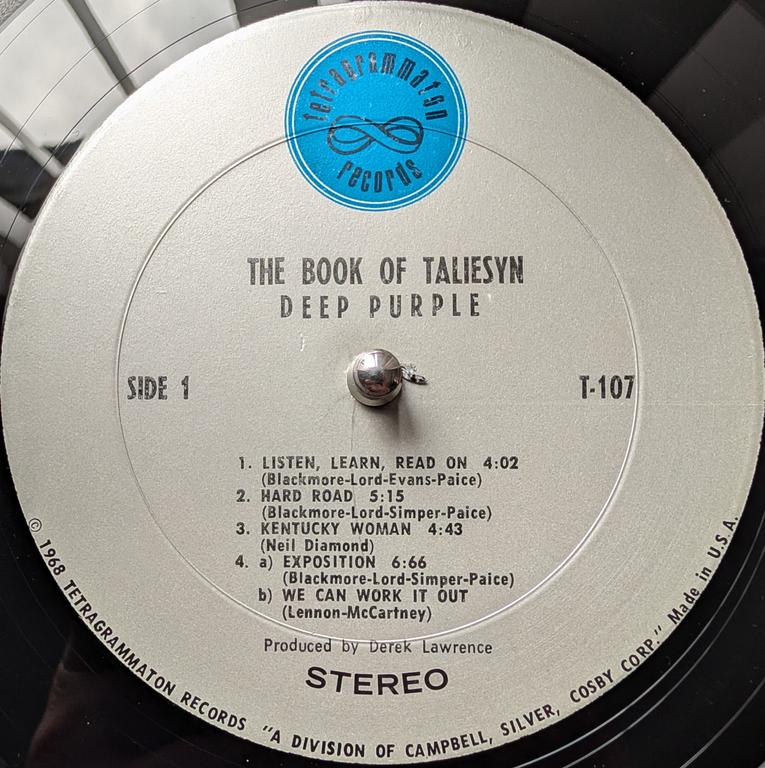 tetragrammaton
records
THE BOOK OF TALIESYN
DEEP PURPLE
SIDE 1
T-107
1. LISTEN, LEARN, READ ON 4:02
(Blackmore-Lord-Evans-Paice)
2. HARD ROAD 5:15
(Blackmore-Lord-Simper-Paice)
3. KENTUCKY WOMAN 4:43
(Neil Diamond)
4. a) EXPOSITION 6:66
(Blackmore-Lord-Simper-Paice)
b) WE CAN WORK IT OUT
(Lennon-McCartney)
Produced by Derek Lawrence
STEREO
© 1968 TETRAGRAMMATON RECORDS "A DIVISION OF CAMPBELL, SILVER, COSBY CORP." Made in U.S.A.